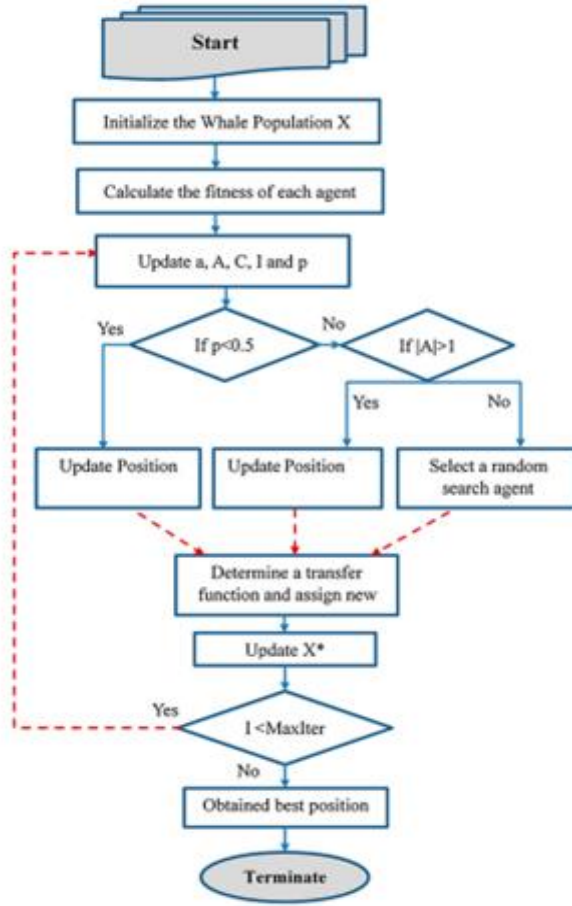 Start
Initialize the Whale Population X
Calculate the fitness of each agent
Update a, A, C, I and p
Yes
If p<0.5
No
If |A|>1
Yes
No
Update Position
Update Position
Select a random
search agent
Determine a transfer
function and assign new
Update X*
Yes
I <MaxIter
No
Obtained best position
Terminate